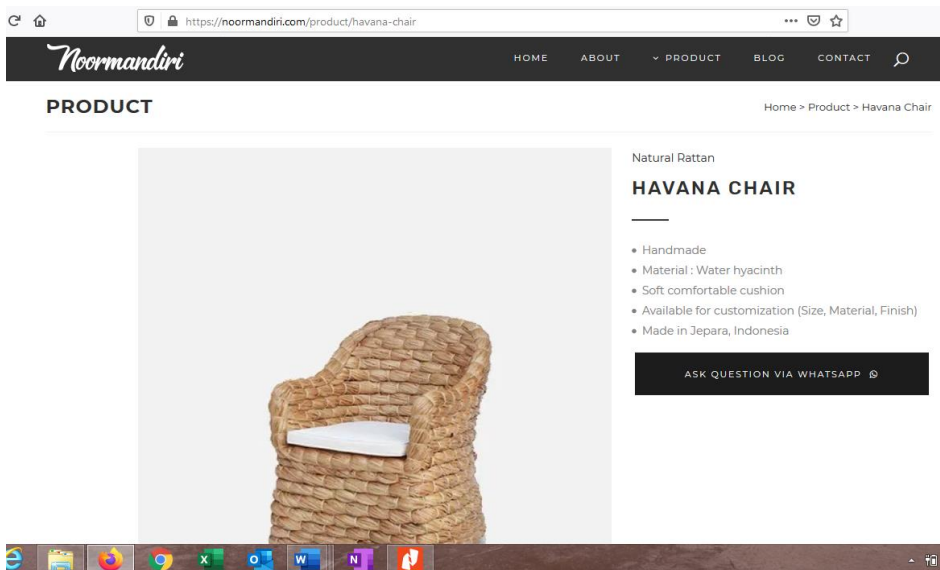 https://noormandiri.com/product/havana-chair
Noormandiri
HOME ABOUT PRODUCT BLOG CONTACT
PRODUCT
Home > Product > Havana Chair
Natural Rattan
HAVANA CHAIR
• Handmade
• Material : Water hyacinth
• Soft comfortable cushion
• Available for customization (Size, Material, Finish)
• Made in Jepara, Indonesia
ASK QUESTION VIA WHATSAPP